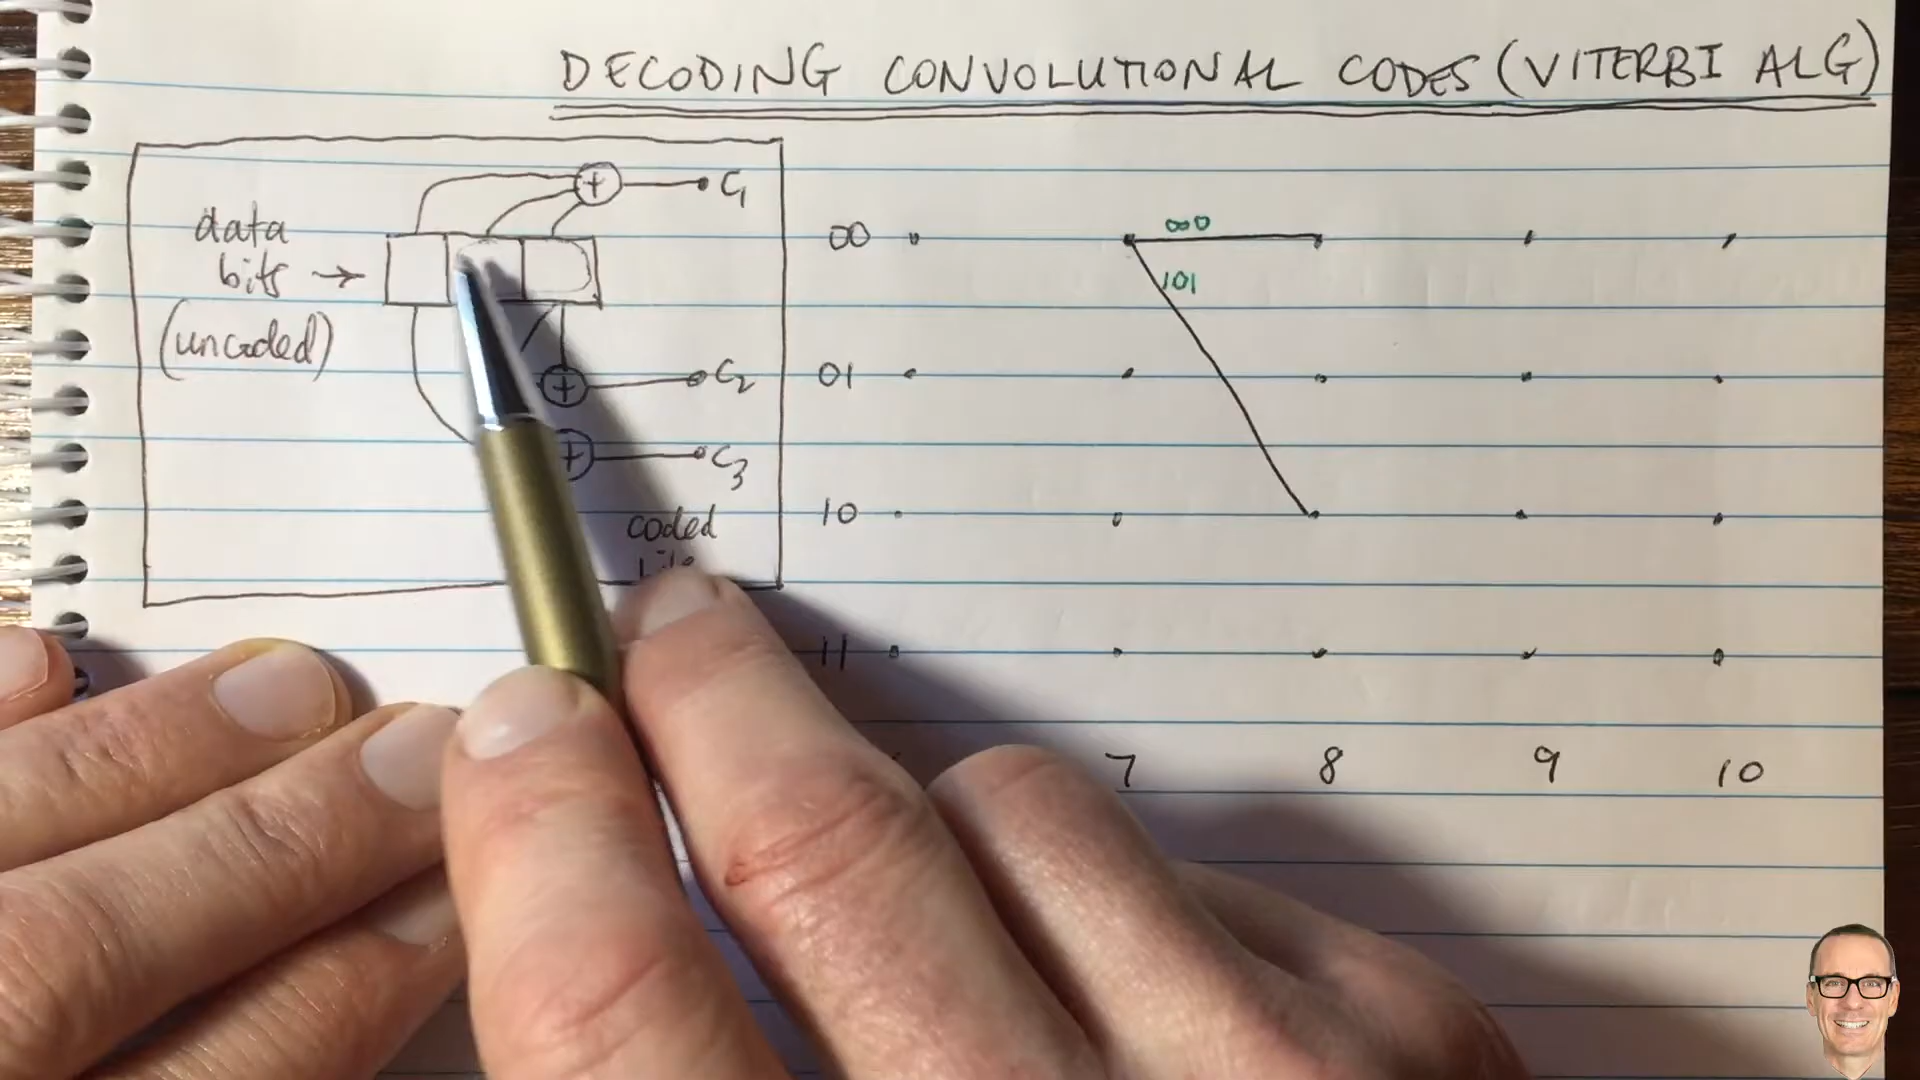 DECODING CONVOLUTIONAL CODES (VITERBI ALG)
data
bits →
(uncoded)
+
C1
+
C2
+
C3
coded
00
000
101
01
10
11
7 8 9 10